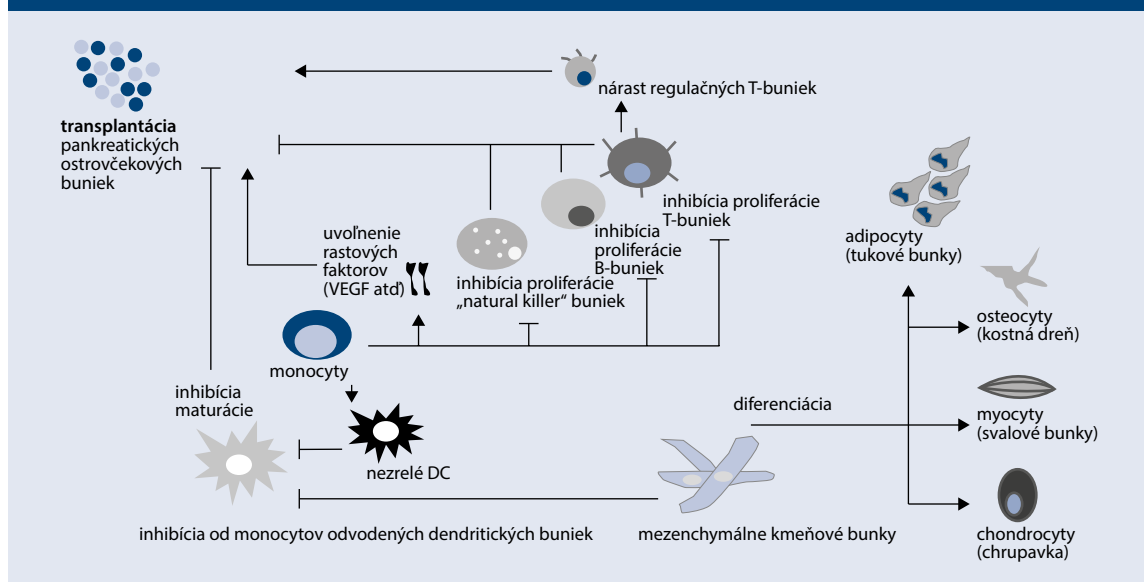 transplantácia
pankreatických
ostrovčekových
buniek
nárast regulačných T-buniek
inhibícia proliferácie
T-buniek
inhibícia
proliferácie
B-buniek
inhibícia proliferácie
„natural killer“ buniek
uvoľnenie
rastových
faktorov
(VEGF atď)
monocyty
inhibícia
maturácie
nezrelé DC
inhibícia od monocytov odvodených dendritických buniek
mezenchymálne kmeňové bunky
diferenciácia
adipocyty
(tukové bunky)
osteocyty
(kostná dreň)
myocyty
(svalové bunky)
chondrocyty
(chrupavka)